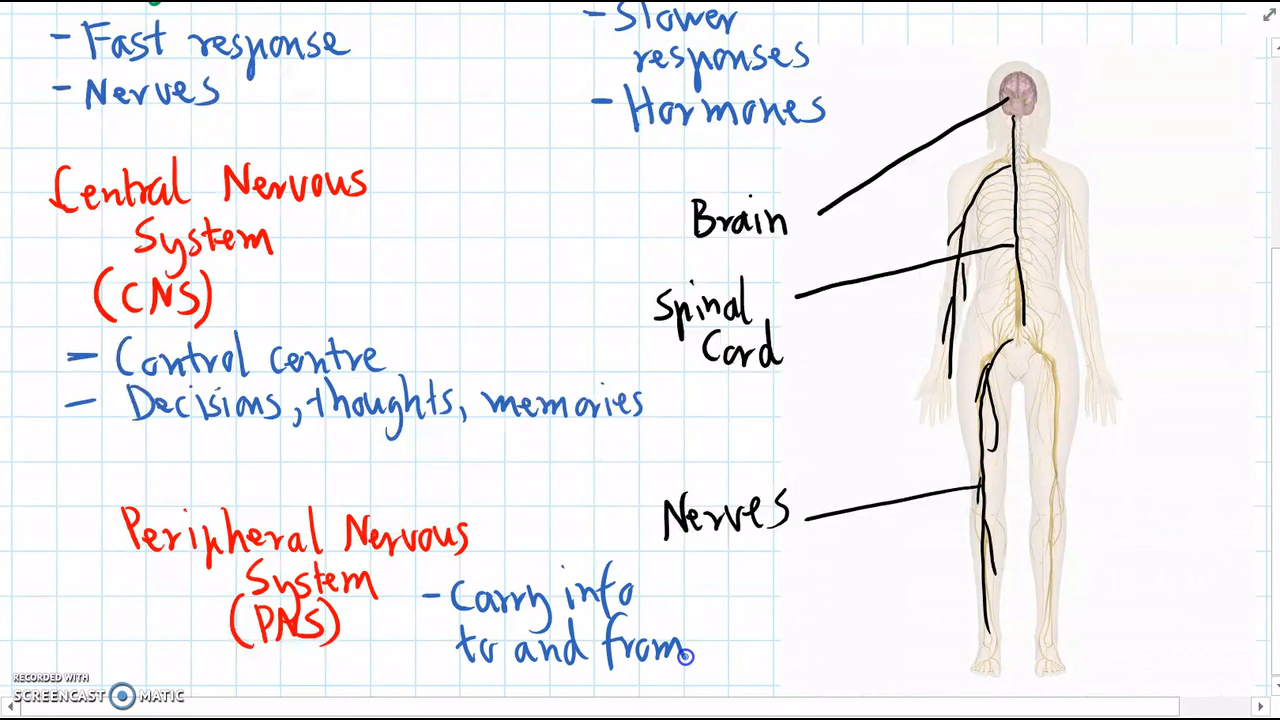 - Fast response
- Nerves
- Slower
responses
- Hormones
Central Nervous
System
(CNS)
- Control centre
- Decisions, thoughts, memories
Peripheral Nervous
System
(PNS)
- Carry info
to and from
Brain
Spinal
Cord
Nerves
RECORDED WITH
SCREENCAST MATIC